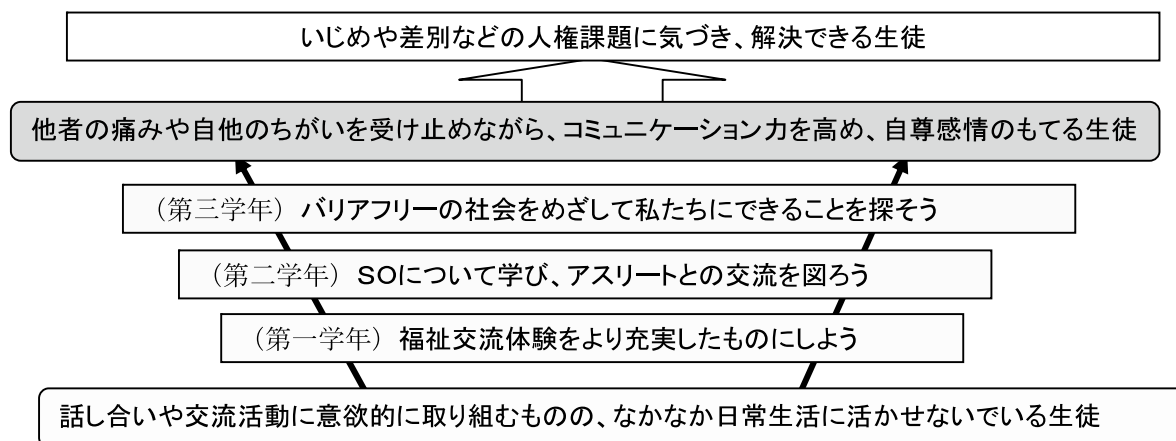 いじめや差別などの人権課題に気づき、解決できる生徒
他者の痛みや自他のちがいを受け止めながら、コミュニケーション力を高め、自尊感情のもてる生徒
（第三学年）バリアフリーの社会をめざして私たちにできることを探そう
（第二学年）SOについて学び、アスリートとの交流を図ろう
（第一学年）福祉交流体験をより充実したものにしよう
話し合いや交流活動に意欲的に取り組むものの、なかなか日常生活に活かせないでいる生徒